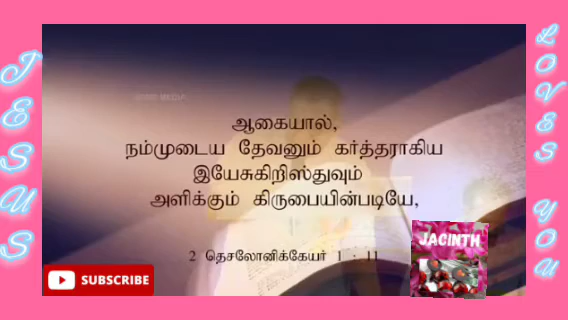 JESUS
LOVES YOU
ஆகையால்,
நம்முடைய தேவனும் கர்த்தராகிய
இயேசுகிறிஸ்துவும்
அளிக்கும் கிருபையின்படியே,
2 தெசலோனிக்கேயர் 1 : 11
JACINTH
SUBSCRIBE